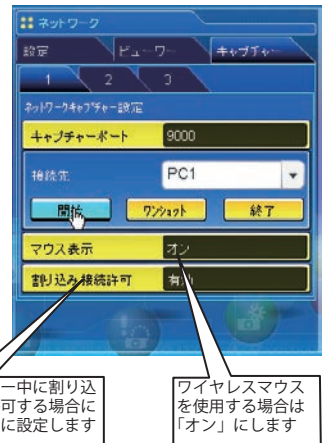 ネットワーク
設定 ビューワー キャプチャー
1 2 3
ネットワークキャプチャー設定
キャプチャーポート 9000
接続先 PC1
開始 ワンショット 終了
マウス表示 オン
割り込み接続許可 有効
ー中に割り込
可する場合に
に設定します
ワイヤレスマウス
を使用する場合は
「オン」にします